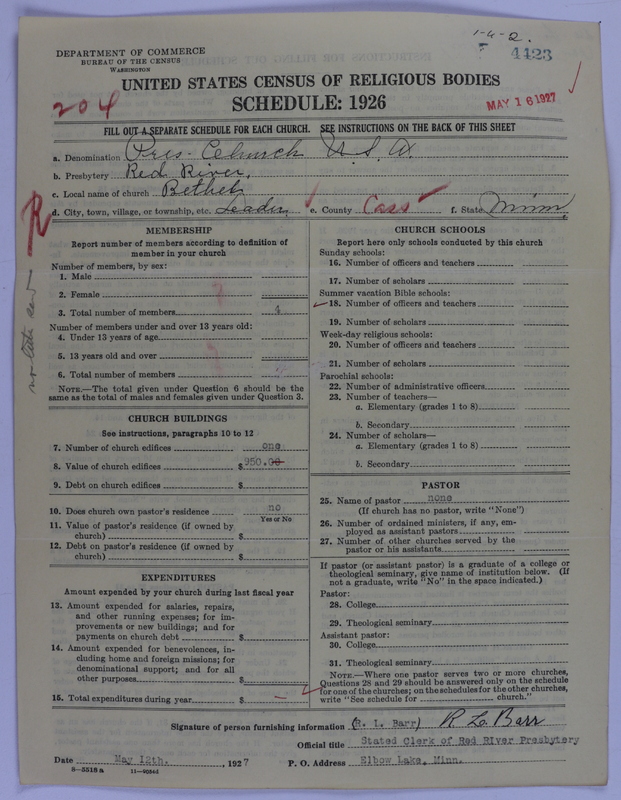 1-4-2.
4423
DEPARTMENT OF COMMERCE
BUREAU OF THE CENSUS
WASHINGTON
UNITED STATES CENSUS OF RELIGIOUS BODIES
204
SCHEDULE: 1926
MAY 16 1927
FILL OUT A SEPARATE SCHEDULE FOR EACH CHURCH. SEE INSTRUCTIONS ON THE BACK OF THIS SHEET
a. Denomination Pres. Church U.S.A.
b. Presbytery Red River.
c. Local name of church Bethel
d. City, town, village, or township, etc. Leader e. County Cass f. State Minn
R
MEMBERSHIP
Report number of members according to definition of
member in your church
Number of members, by sex:
1. Male
2. Female
3. Total number of members 4
Number of members under and over 13 years old:
4. Under 13 years of age
5. 13 years old and over
6. Total number of members
NOTE.—The total given under Question 6 should be the
same as the total of males and females given under Question 3.
CHURCH BUILDINGS
See instructions, paragraphs 10 to 12
7. Number of church edifices one
8. Value of church edifices $950.00
9. Debt on church edifices $
10. Does church own pastor's residence no
Yes or No
11. Value of pastor's residence (if owned by
church) $
12. Debt on pastor's residence (if owned by
church) $
EXPENDITURES
Amount expended by your church during last fiscal year
13. Amount expended for salaries, repairs,
and other running expenses; for im-
provements or new buildings; and for
payments on church debt $
14. Amount expended for benevolences, in-
cluding home and foreign missions; for
denominational support; and for all
other purposes $
15. Total expenditures during year $ —
CHURCH SCHOOLS
Report here only schools conducted by this church
Sunday schools:
16. Number of officers and teachers
17. Number of scholars
Summer vacation Bible schools:
18. Number of officers and teachers
19. Number of scholars
Week-day religious schools:
20. Number of officers and teachers
21. Number of scholars
Parochial schools:
22. Number of administrative officers
23. Number of teachers—
a. Elementary (grades 1 to 8)
b. Secondary
24. Number of scholars—
a. Elementary (grades 1 to 8)
b. Secondary
PASTOR
25. Name of pastor none
(If church has no pastor, write "None")
26. Number of ordained ministers, if any, em-
ployed as assistant pastors
27. Number of other churches served by the
pastor or his assistants
If pastor (or assistant pastor) is a graduate of a college or
theological seminary, give name of institution below. (If
not a graduate, write "No" in the space indicated.)
Pastor:
28. College
29. Theological seminary
Assistant pastor:
30. College
31. Theological seminary
NOTE.—Where one pastor serves two or more churches,
Questions 28 and 29 should be answered only on the schedule
for one of the churches; on the schedules for the other churches,
write "See schedule for church."
Signature of person furnishing information (R. L. Barr) R. L. Barr
Official title Stated Clerk of Red River Presbytery
Date May 12th. , 1927 P. O. Address Elbow Lake, Minn.
8-5518a 11-9054d